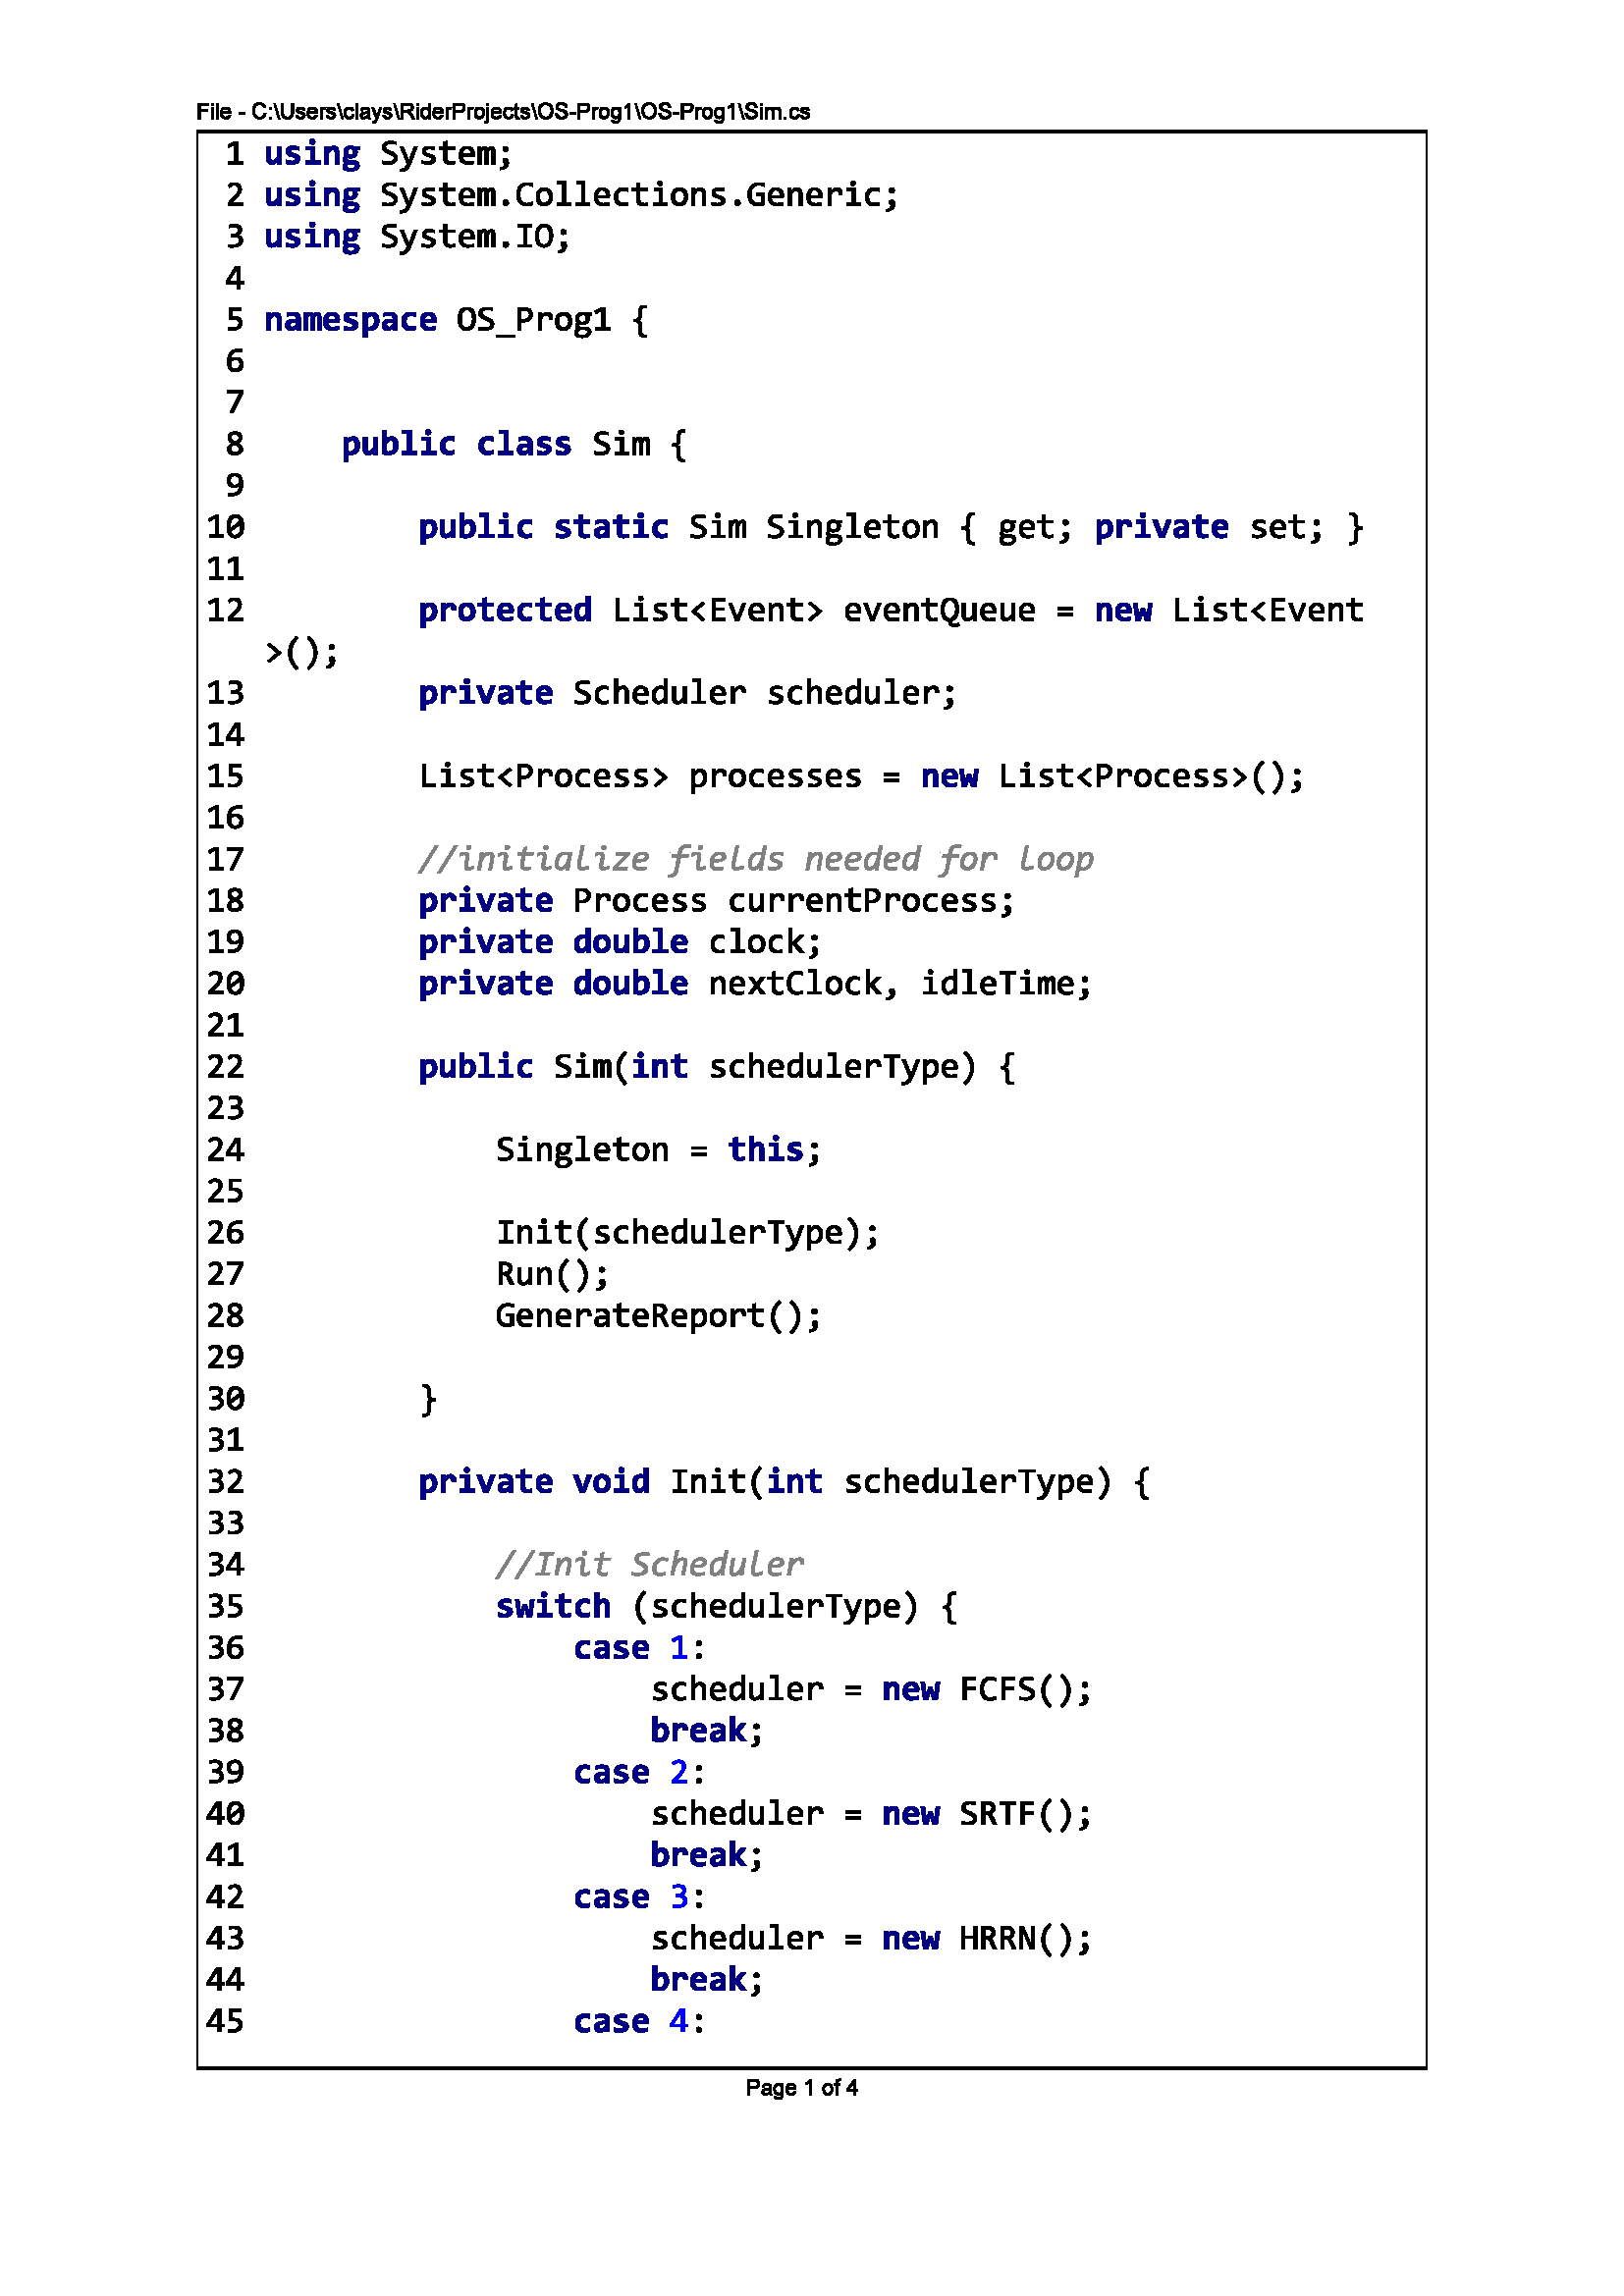 File - C:\Users\clays\RiderProjects\OS-Prog1\OS-Prog1\Sim.cs
1 using System;
2 using System.Collections.Generic;
3 using System.IO;
4
5 namespace OS_Prog1 {
6
7
8     public class Sim {
9
10         public static Sim Singleton { get; private set; }
11
12         protected List<Event> eventQueue = new List<Event
>();
13         private Scheduler scheduler;
14
15         List<Process> processes = new List<Process>();
16
17         //initialize fields needed for loop
18         private Process currentProcess;
19         private double clock;
20         private double nextClock, idleTime;
21
22         public Sim(int schedulerType) {
23
24             Singleton = this;
25
26             Init(schedulerType);
27             Run();
28             GenerateReport();
29
30         }
31
32         private void Init(int schedulerType) {
33
34             //Init Scheduler
35             switch (schedulerType) {
36                 case 1:
37                     scheduler = new FCFS();
38                     break;
39                 case 2:
40                     scheduler = new SRTF();
41                     break;
42                 case 3:
43                     scheduler = new HRRN();
44                     break;
45                 case 4:
Page 1 of 4